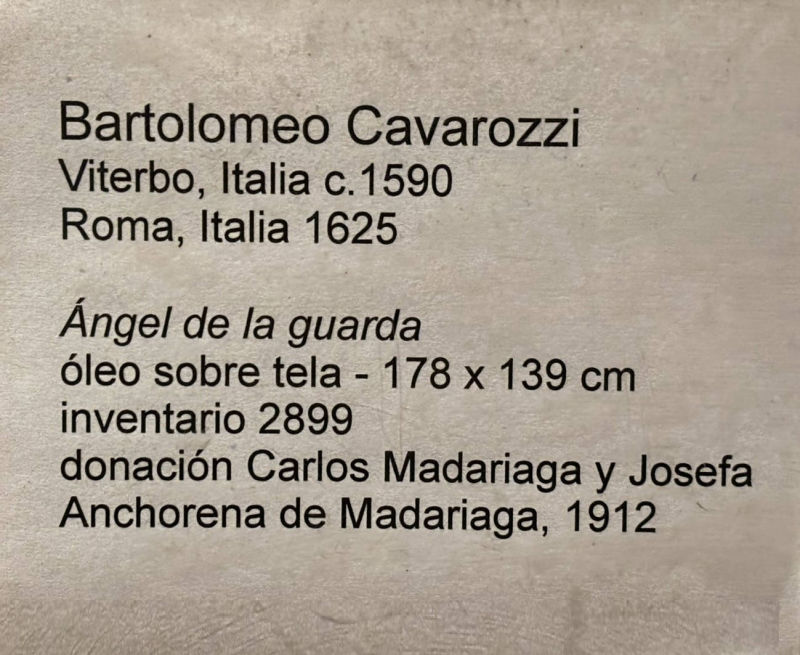 Bartolomeo Cavarozzi
Viterbo, Italia c.1590
Roma, Italia 1625
Ángel de la guarda
óleo sobre tela - 178 x 139 cm
inventario 2899
donación Carlos Madariaga y Josefa
Anchorena de Madariaga, 1912